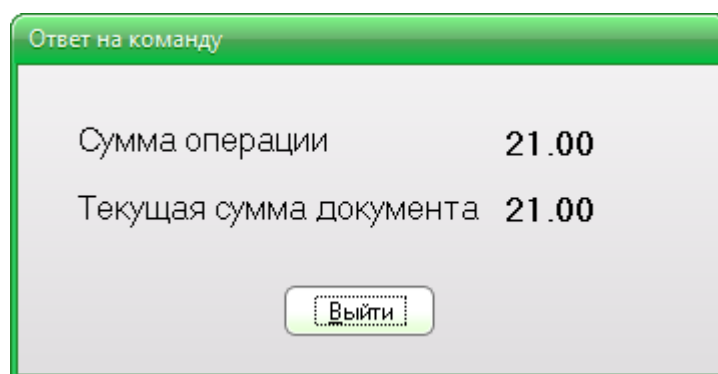 Ответ на команду
Сумма операции 21.00
Текущая сумма документа 21.00
Выйти